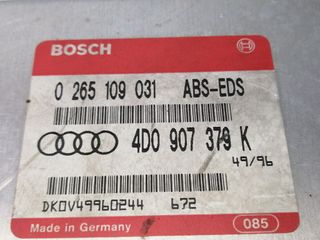 BOSCH
0 265 109 031 ABS-EDS
4D0 907 379 K
49/96
DKOV49960244 672
Made in Germany 085